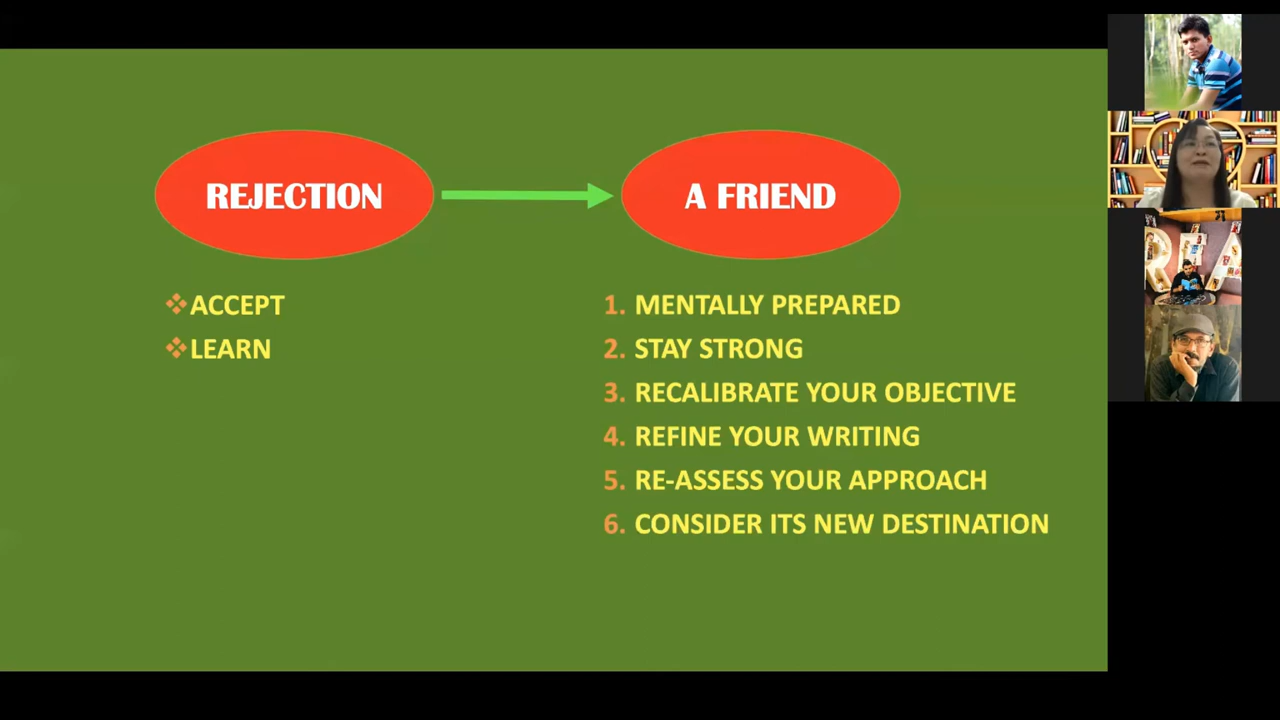 REJECTION
A FRIEND
ACCEPT
LEARN
1. MENTALLY PREPARED
2. STAY STRONG
3. RECALIBRATE YOUR OBJECTIVE
4. REFINE YOUR WRITING
5. RE-ASSESS YOUR APPROACH
6. CONSIDER ITS NEW DESTINATION